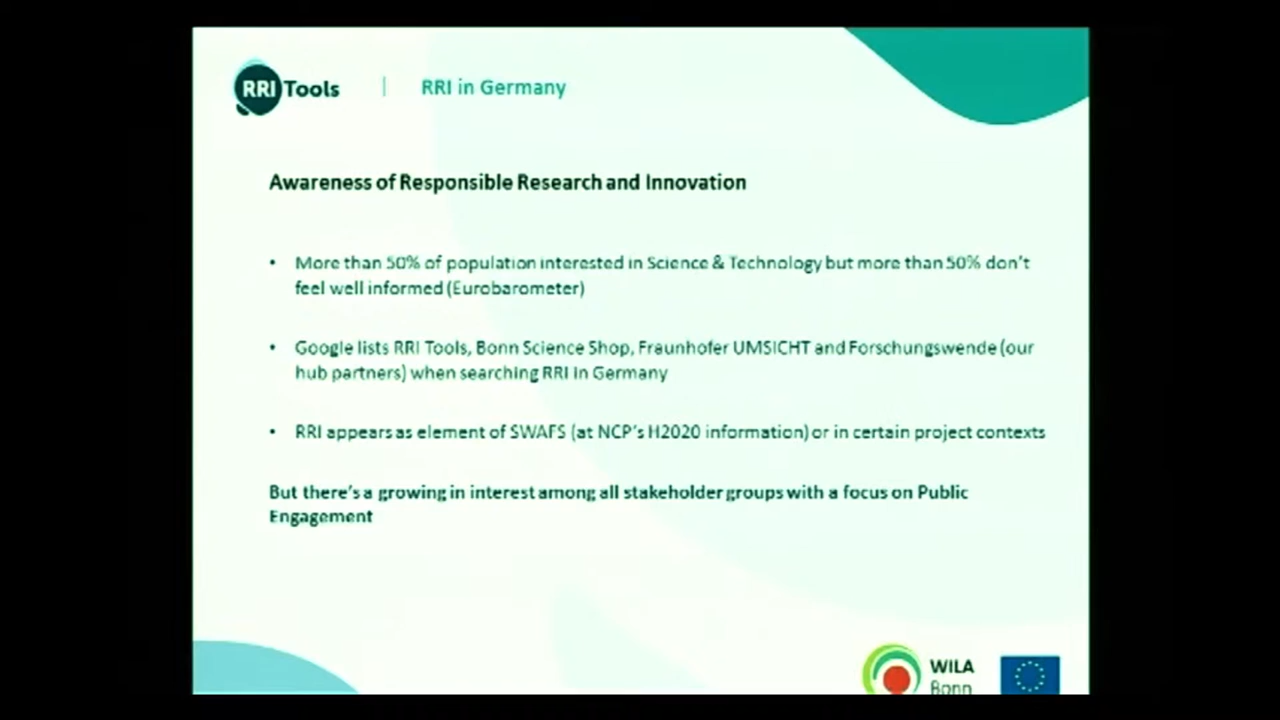 RRI Tools | RRI in Germany
Awareness of Responsible Research and Innovation
• More than 50% of population interested in Science & Technology but more than 50% don't
feel well informed (Eurobarometer)
• Google lists RRI Tools, Bonn Science Shop, Fraunhofer UMSICHT and Forschungswende (our
hub partners) when searching RRI in Germany
• RRI appears as element of SWAFS (at NCP's H2020 information) or in certain project contexts
But there's a growing in interest among all stakeholder groups with a focus on Public
Engagement
WILA
Bonn